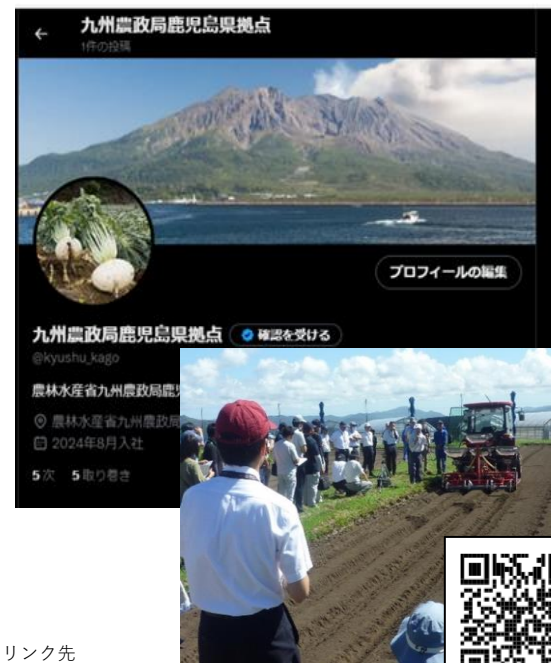 九州農政局鹿児島県拠点
1件の投稿
プロフィールの編集
九州農政局鹿児島県拠点
確認を受ける
@kyushu_kago
農林水産省九州農政局鹿
農林水産省九州農政局
2024年8月入社
5次 5取り巻き
リンク先